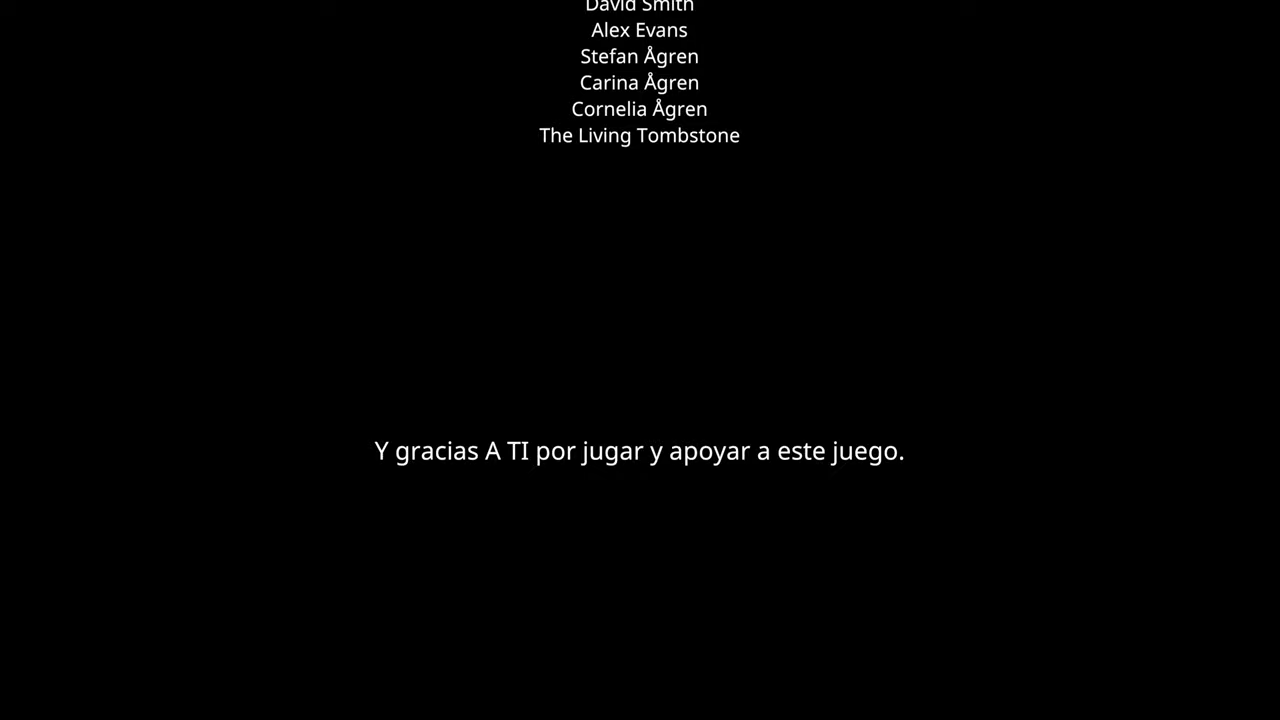 David Smith
Alex Evans
Stefan Ågren
Carina Ågren
Cornelia Ågren
The Living Tombstone
Y gracias A TI por jugar y apoyar a este juego.